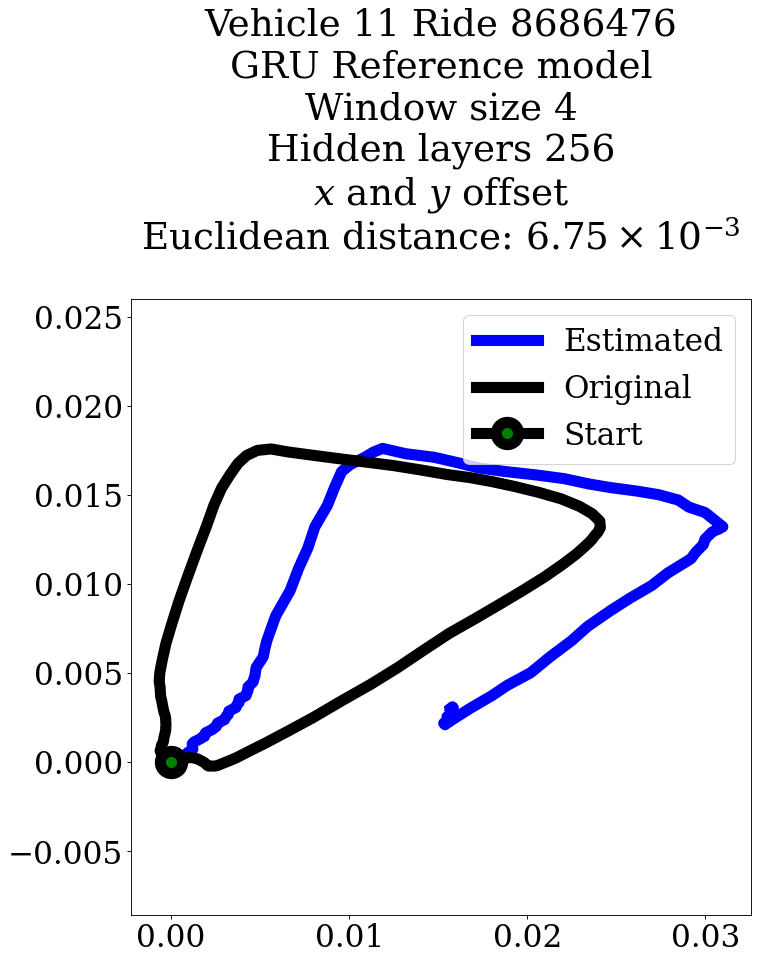 Vehicle 11 Ride 8686476
GRU Reference model
Window size 4
Hidden layers 256
x and y offset
Euclidean distance: 6.75 × 10⁻³
Estimated
Original
Start
0.025
0.020
0.015
0.010
0.005
0.000
−0.005
0.00 0.01 0.02 0.03